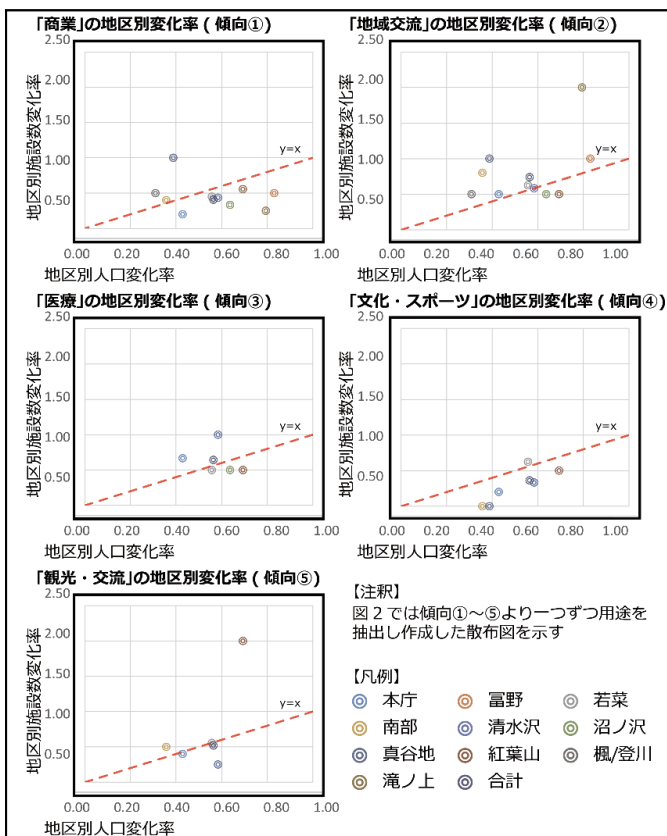 「商業」の地区別変化率 ( 傾向①)
2.50
2.00
1.50
1.00
0.50
地区別施設数変化率
y=x
0.00 0.20 0.40 0.60 0.80 1.00
地区別人口変化率
「地域交流」の地区別変化率 ( 傾向②)
2.50
2.00
1.50
1.00
0.50
地区別施設数変化率
y=x
0.00 0.20 0.40 0.60 0.80 1.00
地区別人口変化率
「医療」の地区別変化率 ( 傾向③)
2.50
2.00
1.50
1.00
0.50
地区別施設数変化率
y=x
0.00 0.20 0.40 0.60 0.80 1.00
地区別人口変化率
「文化・スポーツ」の地区別変化率 ( 傾向④)
2.50
2.00
1.50
1.00
0.50
地区別施設数変化率
y=x
0.00 0.20 0.40 0.60 0.80 1.00
地区別人口変化率
「観光・交流」の地区別変化率 ( 傾向⑤)
2.50
2.00
1.50
1.00
0.50
地区別施設数変化率
y=x
0.00 0.20 0.40 0.60 0.80 1.00
地区別人口変化率
【注釈】
図 2 では傾向①～⑤より一つずつ用途を
抽出し作成した散布図を示す
【凡例】
本庁 冨野 若菜
南部 清水沢 沼ノ沢
真谷地 紅葉山 楓/登川
滝ノ上 合計